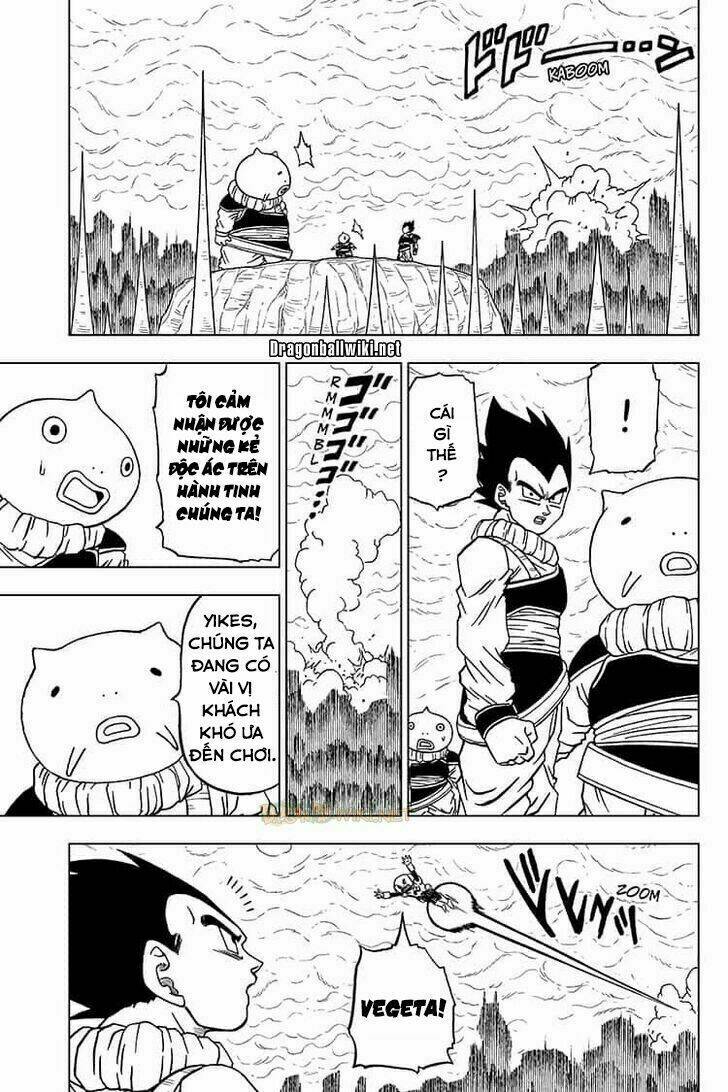 ドドーーッ
KABOOM
Dragonballwiki.net
!
CÁI
GÌ
THẾ
?
ゴゴゴ...
RMMMBL
TÔI CẢM
NHẬN ĐƯỢC
NHỮNG KẺ
ĐỘC ÁC TRÊN
HÀNH TINH
CHÚNG TA!
YIKES,
CHÚNG TA
ĐANG CÓ
VÀI VỊ
KHÁCH
KHÓ ƯA
ĐẾN CHƠI.
ZOOM
VEGETA!